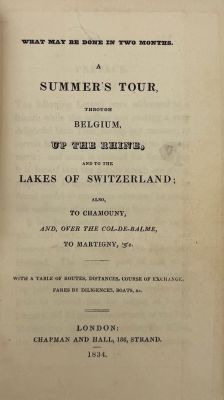 WHAT MAY BE DONE IN TWO MONTHS.
A
SUMMER'S TOUR,
THROUGH
BELGIUM,
UP THE RHINE,
AND TO THE
LAKES OF SWITZERLAND;
ALSO,
TO CHAMOUNY,
AND, OVER THE COL-DE-BALME,
TO MARTIGNY, &c.
WITH A TABLE OF ROUTES, DISTANCES, COURSE OF EXCHANGE,
FARES BY DILIGENCES, BOATS, &c.
LONDON:
CHAPMAN AND HALL, 186, STRAND.
1834.